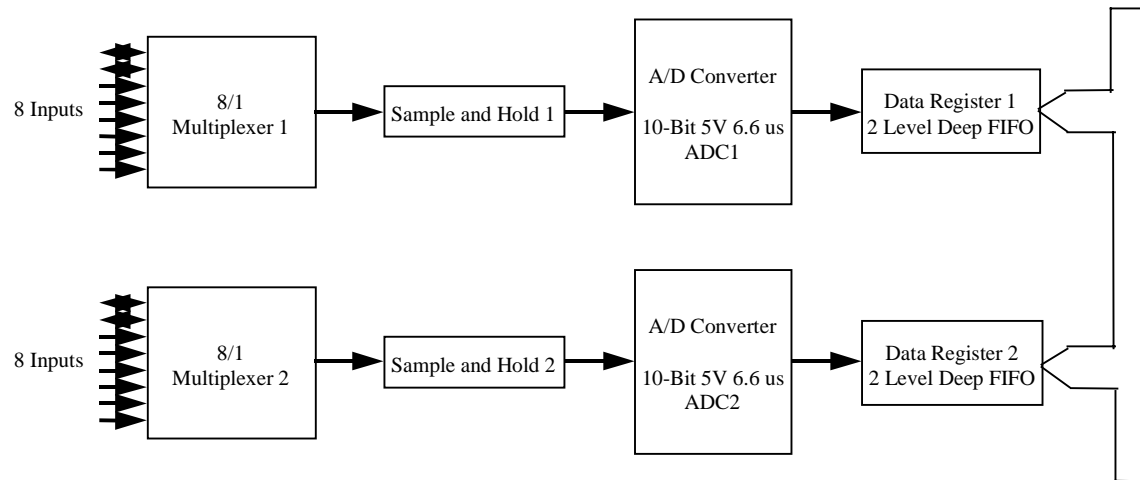 8 Inputs
8/1
Multiplexer 1
Sample and Hold 1
A/D Converter
10-Bit 5V 6.6 us
ADC1
Data Register 1
2 Level Deep FIFO
8 Inputs
8/1
Multiplexer 2
Sample and Hold 2
A/D Converter
10-Bit 5V 6.6 us
ADC2
Data Register 2
2 Level Deep FIFO